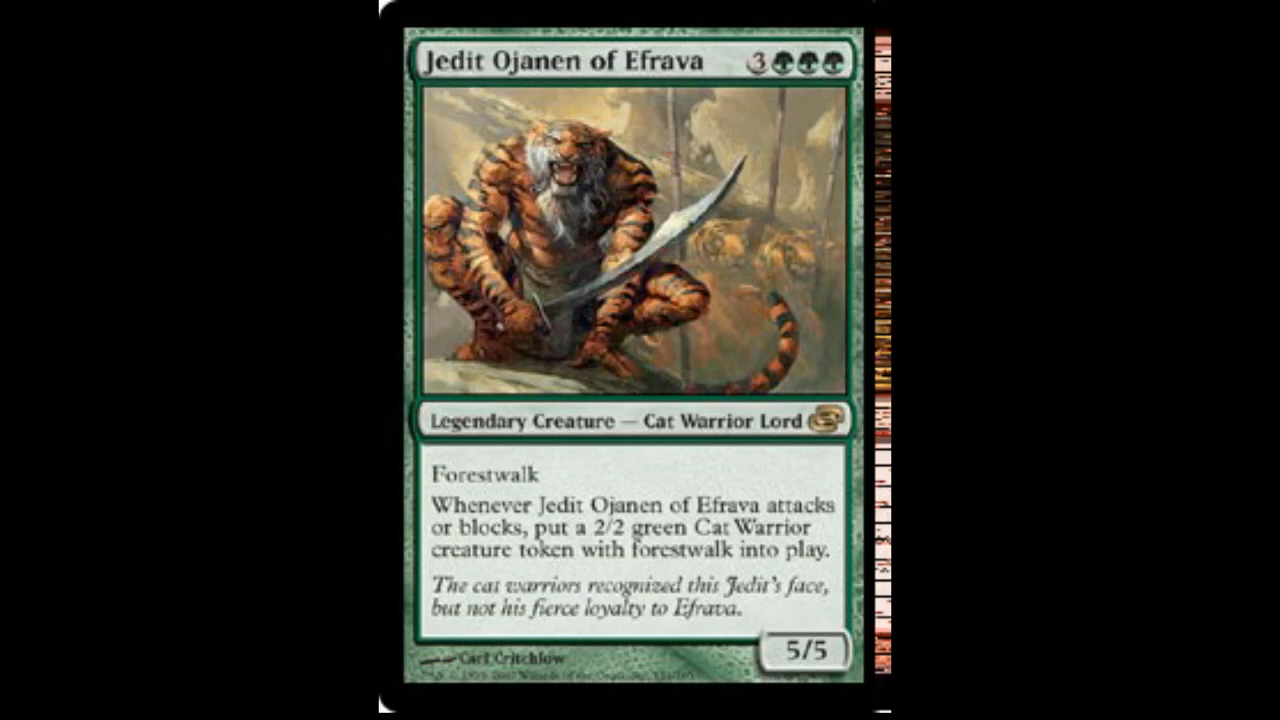 Jedit Ojanen of Efrava 3
Legendary Creature — Cat Warrior Lord
Forestwalk
Whenever Jedit Ojanen of Efrava attacks
or blocks, put a 2/2 green Cat Warrior
creature token with forestwalk into play.
The cat warriors recognized this Jedit's face,
but not his fierce loyalty to Efrava.
5/5
Carl Critchlow